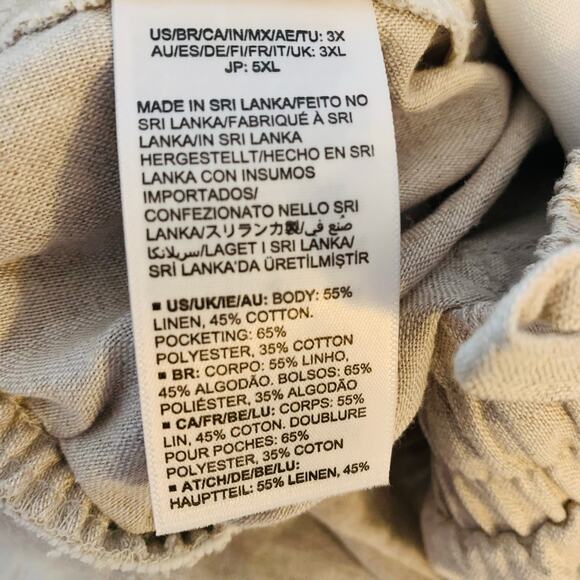 US/BR/CA/IN/MX/AE/TU: 3X
AU/ES/DE/FI/FR/IT/UK: 3XL
JP: 5XL
MADE IN SRI LANKA/FEITO NO
SRI LANKA/FABRIQUÉ À SRI
LANKA/IN SRI LANKA
HERGESTELLT/HECHO EN SRI
LANKA CON INSUMOS
IMPORTADOS/
CONFEZIONATO NELLO SRI
LANKA/スリランカ製/صُنع في
سريلانكا/LAGET I SRI LANKA/
SRİ LANKA'DA ÜRETİLMİŞTİR
▪ US/UK/IE/AU: BODY: 55%
LINEN, 45% COTTON.
POCKETING: 65%
POLYESTER, 35% COTTON
▪ BR: CORPO: 55% LINHO,
45% ALGODÃO. BOLSOS: 65%
POLIÉSTER, 35% ALGODÃO
▪ CA/FR/BE/LU: CORPS: 55%
LIN, 45% COTON. DOUBLURE
POUR POCHES: 65%
POLYESTER, 35% COTON
▪ AT/CH/DE/BE/LU:
HAUPTTEIL: 55% LEINEN, 45%